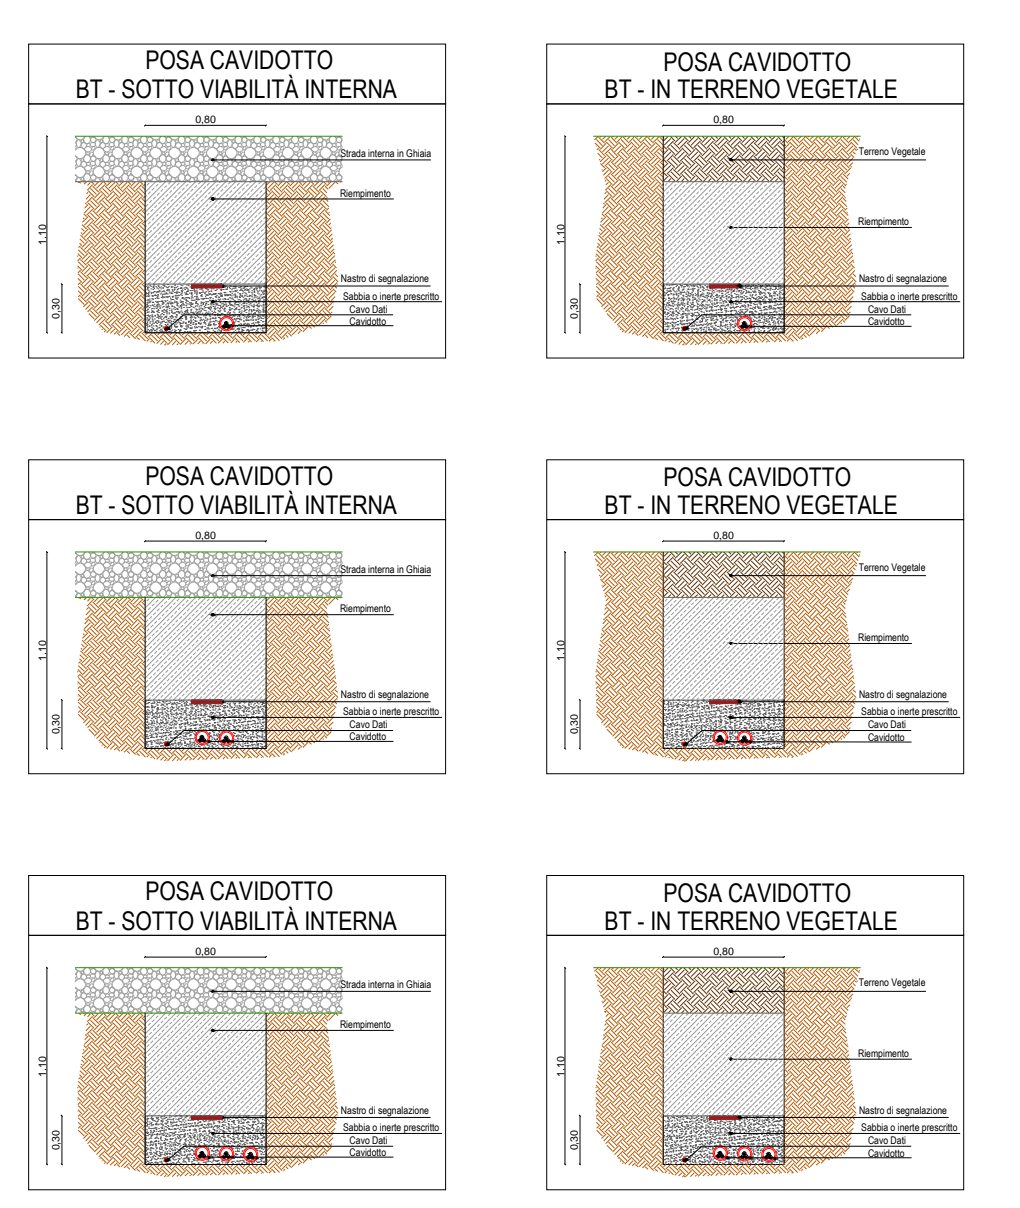 POSA CAVIDOTTO
BT - SOTTO VIABILITÀ INTERNA
0,80
Strada interna in Ghiaia
Riempimento
1,10
Nastro di segnalazione
0,30
Sabbia o inerte prescritto
Cavo Dati
Cavidotto
POSA CAVIDOTTO
BT - IN TERRENO VEGETALE
0,80
Terreno Vegetale
Riempimento
1,10
Nastro di segnalazione
0,30
Sabbia o inerte prescritto
Cavo Dati
Cavidotto
POSA CAVIDOTTO
BT - SOTTO VIABILITÀ INTERNA
0,80
Strada interna in Ghiaia
Riempimento
1,10
Nastro di segnalazione
0,30
Sabbia o inerte prescritto
Cavo Dati
Cavidotto
POSA CAVIDOTTO
BT - IN TERRENO VEGETALE
0,80
Terreno Vegetale
Riempimento
1,10
Nastro di segnalazione
0,30
Sabbia o inerte prescritto
Cavo Dati
Cavidotto
POSA CAVIDOTTO
BT - SOTTO VIABILITÀ INTERNA
0,80
Strada interna in Ghiaia
Riempimento
1,10
Nastro di segnalazione
0,30
Sabbia o inerte prescritto
Cavo Dati
Cavidotto
POSA CAVIDOTTO
BT - IN TERRENO VEGETALE
0,80
Terreno Vegetale
Riempimento
1,10
Nastro di segnalazione
0,30
Sabbia o inerte prescritto
Cavo Dati
Cavidotto